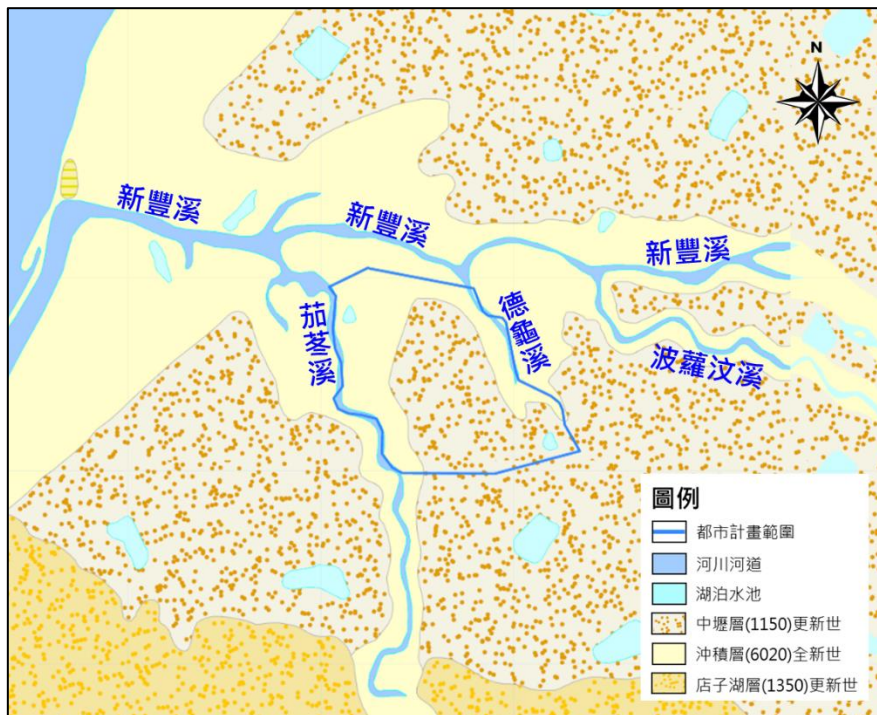 N
新豐溪
新豐溪
新豐溪
茄苳溪
德龜溪
波蘿汶溪
圖例
都市計畫範圍
河川河道
湖泊水池
中壢層(1150)更新世
沖積層(6020)全新世
店子湖層(1350)更新世